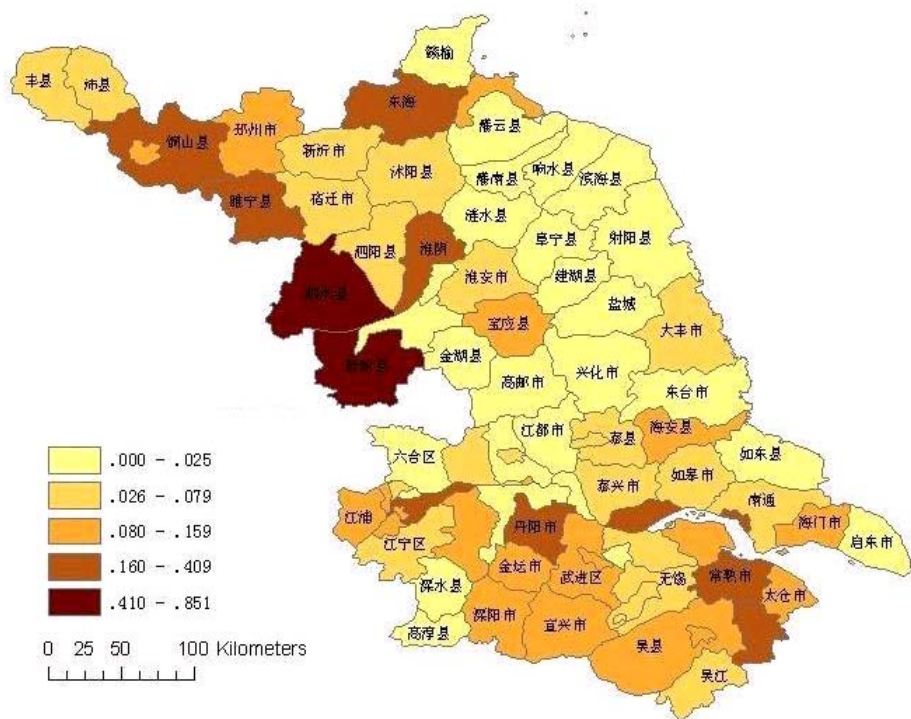 赣榆
丰县
沛县
东海
铜山县
邳州市
灌云县
新沂市
响水县
沭阳县
灌南县
滨海县
睢宁县
宿迁市
涟水县
射阳县
阜宁县
泗阳县
淮阴
建湖县
淮安市
泗洪县
盐城
宝应县
大丰市
金湖县
盱眙县
兴化市
高邮市
东台市
江都市
海安县
泰县
六合区
如东县
如皋市
泰兴市
南通
江浦
丹阳市
海门市
启东市
江宁区
金坛市
武进区
无锡
常熟市
太仓市
溧水县
溧阳市
宜兴市
高淳县
吴县
吴江
.000 - .025
.026 - .079
.080 - .159
.160 - .409
.410 - .851
0 25 50 100 Kilometers